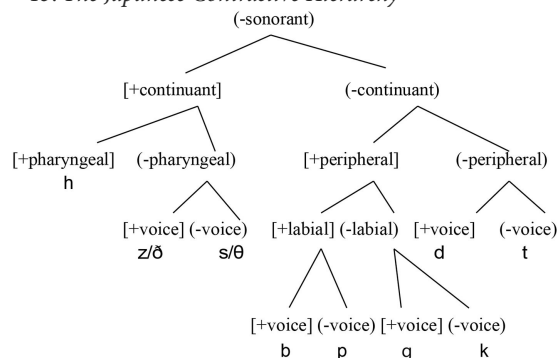 (-sonorant)
[+continuant] (-continuant)
[+pharyngeal] (-pharyngeal) [+peripheral] (-peripheral)
h
[+voice] (-voice) [+labial] (-labial) [+voice] (-voice)
z/ð s/θ d t
[+voice] (-voice) [+voice] (-voice)
b p g k